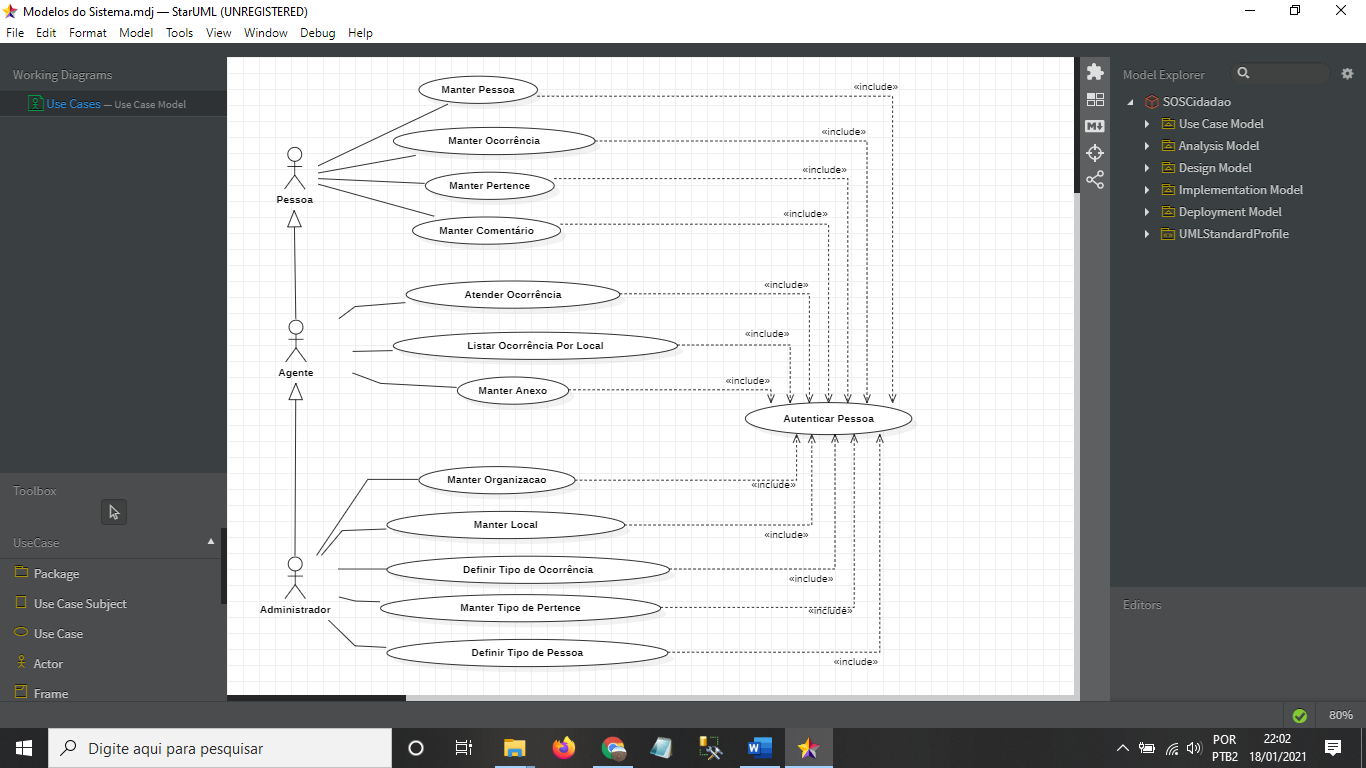 Modelos do Sistema.mdj — StarUML (UNREGISTERED)
File Edit Format Model Tools View Window Debug Help
Working Diagrams
Use Cases — Use Case Model
Toolbox
UseCase
Package
Use Case Subject
Use Case
Actor
Frame
Manter Pessoa
«include»
Manter Ocorrência
«include»
Manter Pertence
«include»
Pessoa
Manter Comentário
«include»
Atender Ocorrência
«include»
Listar Ocorrência Por Local
«include»
Agente
Manter Anexo
«include»
Autenticar Pessoa
Manter Organizacao
«include»
Manter Local
«include»
Definir Tipo de Ocorrência
«include»
Administrador
Manter Tipo de Pertence
«include»
Definir Tipo de Pessoa
«include»
M
Model Explorer
SOSCidadao
Use Case Model
Analysis Model
Design Model
Implementation Model
Deployment Model
UMLStandardProfile
Editors
80%
Digite aqui para pesquisar
W
POR
PTB2
22:02
18/01/2021